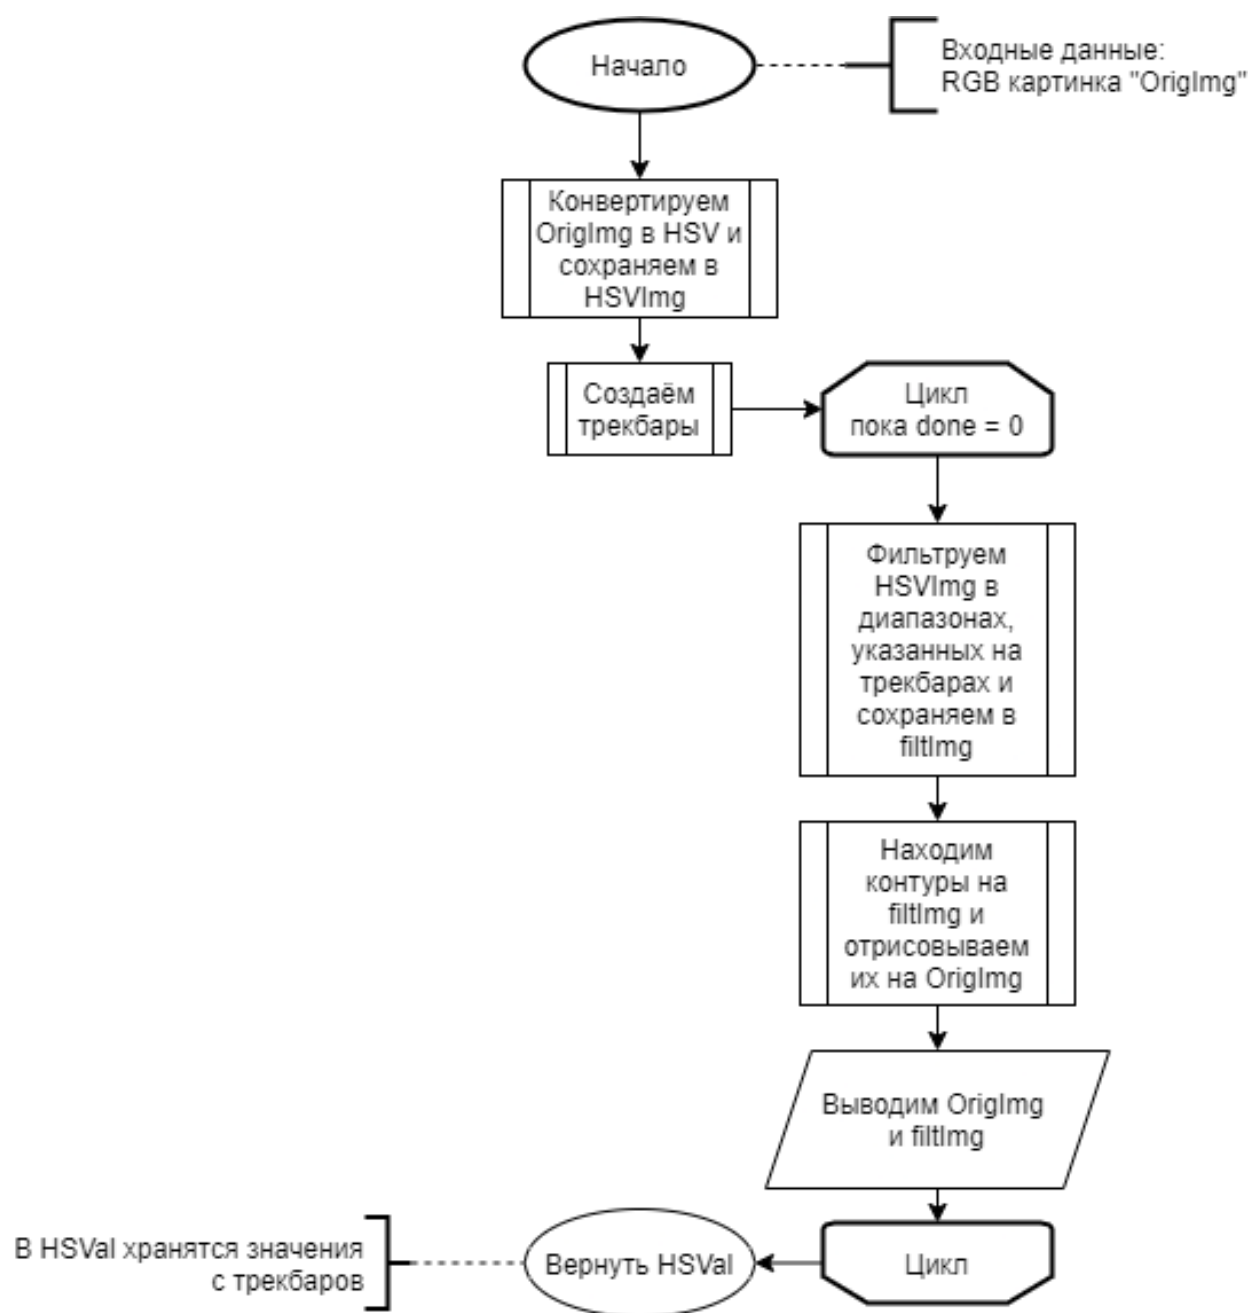 Начало
Входные данные:
RGB картинка "OrigImg"
Конвертируем
OrigImg в HSV и
сохраняем в
HSVImg
Создаём
трекбары
Цикл
пока done = 0
Фильтруем
HSVImg в
диапазонах,
указанных на
трекбарах и
сохраняем в
filtImg
Находим
контуры на
filtImg и
отрисовываем
их на OrigImg
Выводим OrigImg
и filtImg
Цикл
Вернуть HSVal
В HSVal хранятся значения
с трекбаров